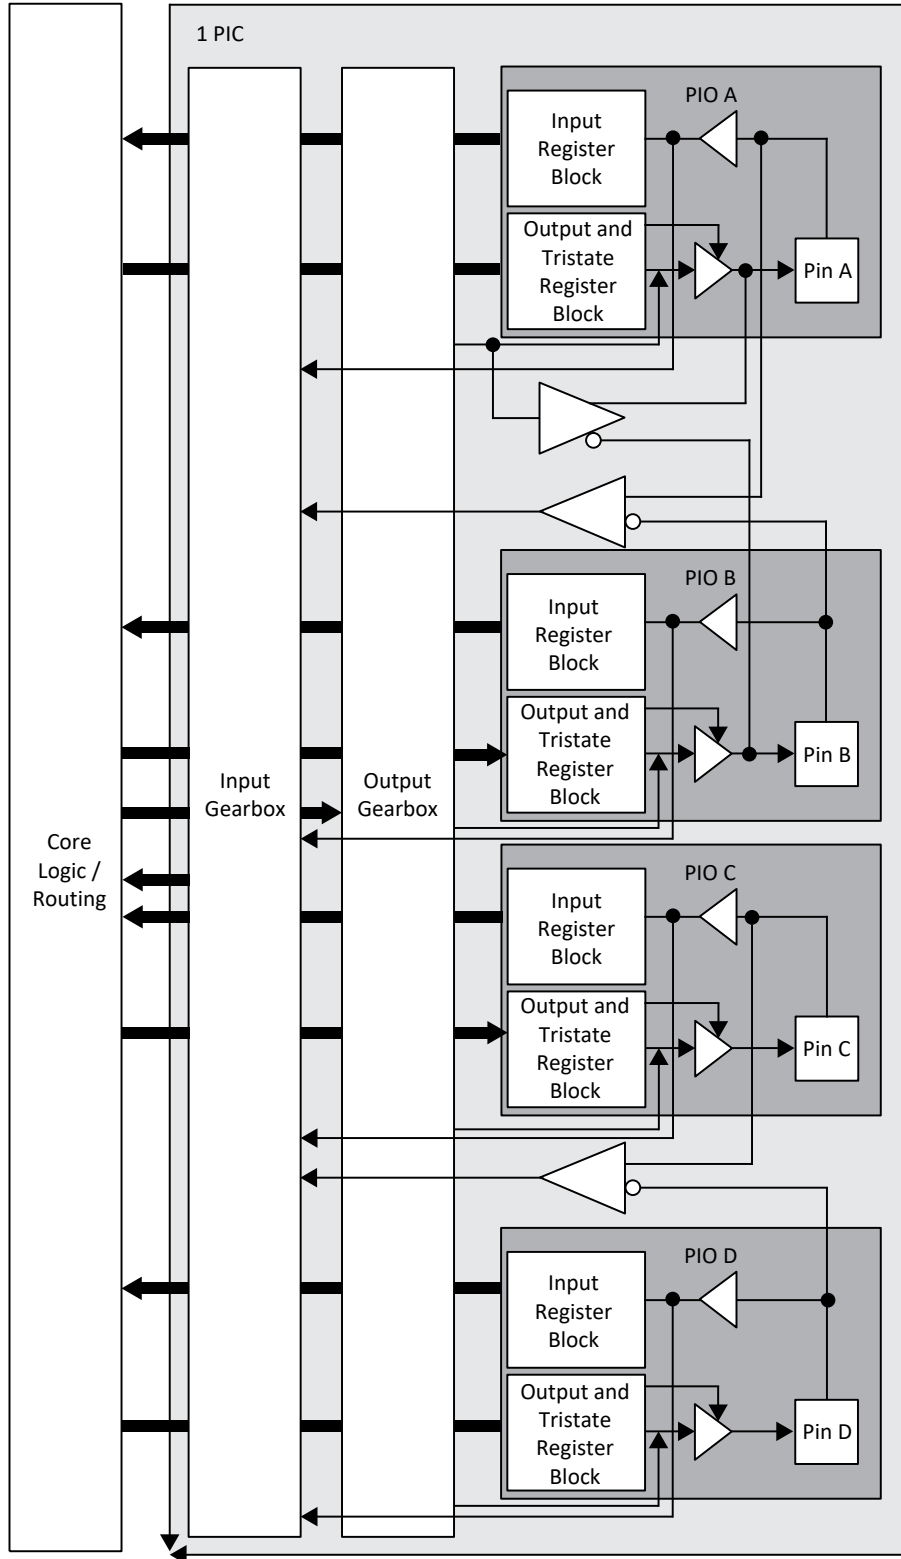 1 PIC
PIO A
Input
Register
Block
Output and
Tristate
Register
Block
Pin A
PIO B
Input
Register
Block
Output and
Tristate
Register
Block
Pin B
Input
Gearbox
Output
Gearbox
Core
Logic /
Routing
PIO C
Input
Register
Block
Output and
Tristate
Register
Block
Pin C
PIO D
Input
Register
Block
Output and
Tristate
Register
Block
Pin D